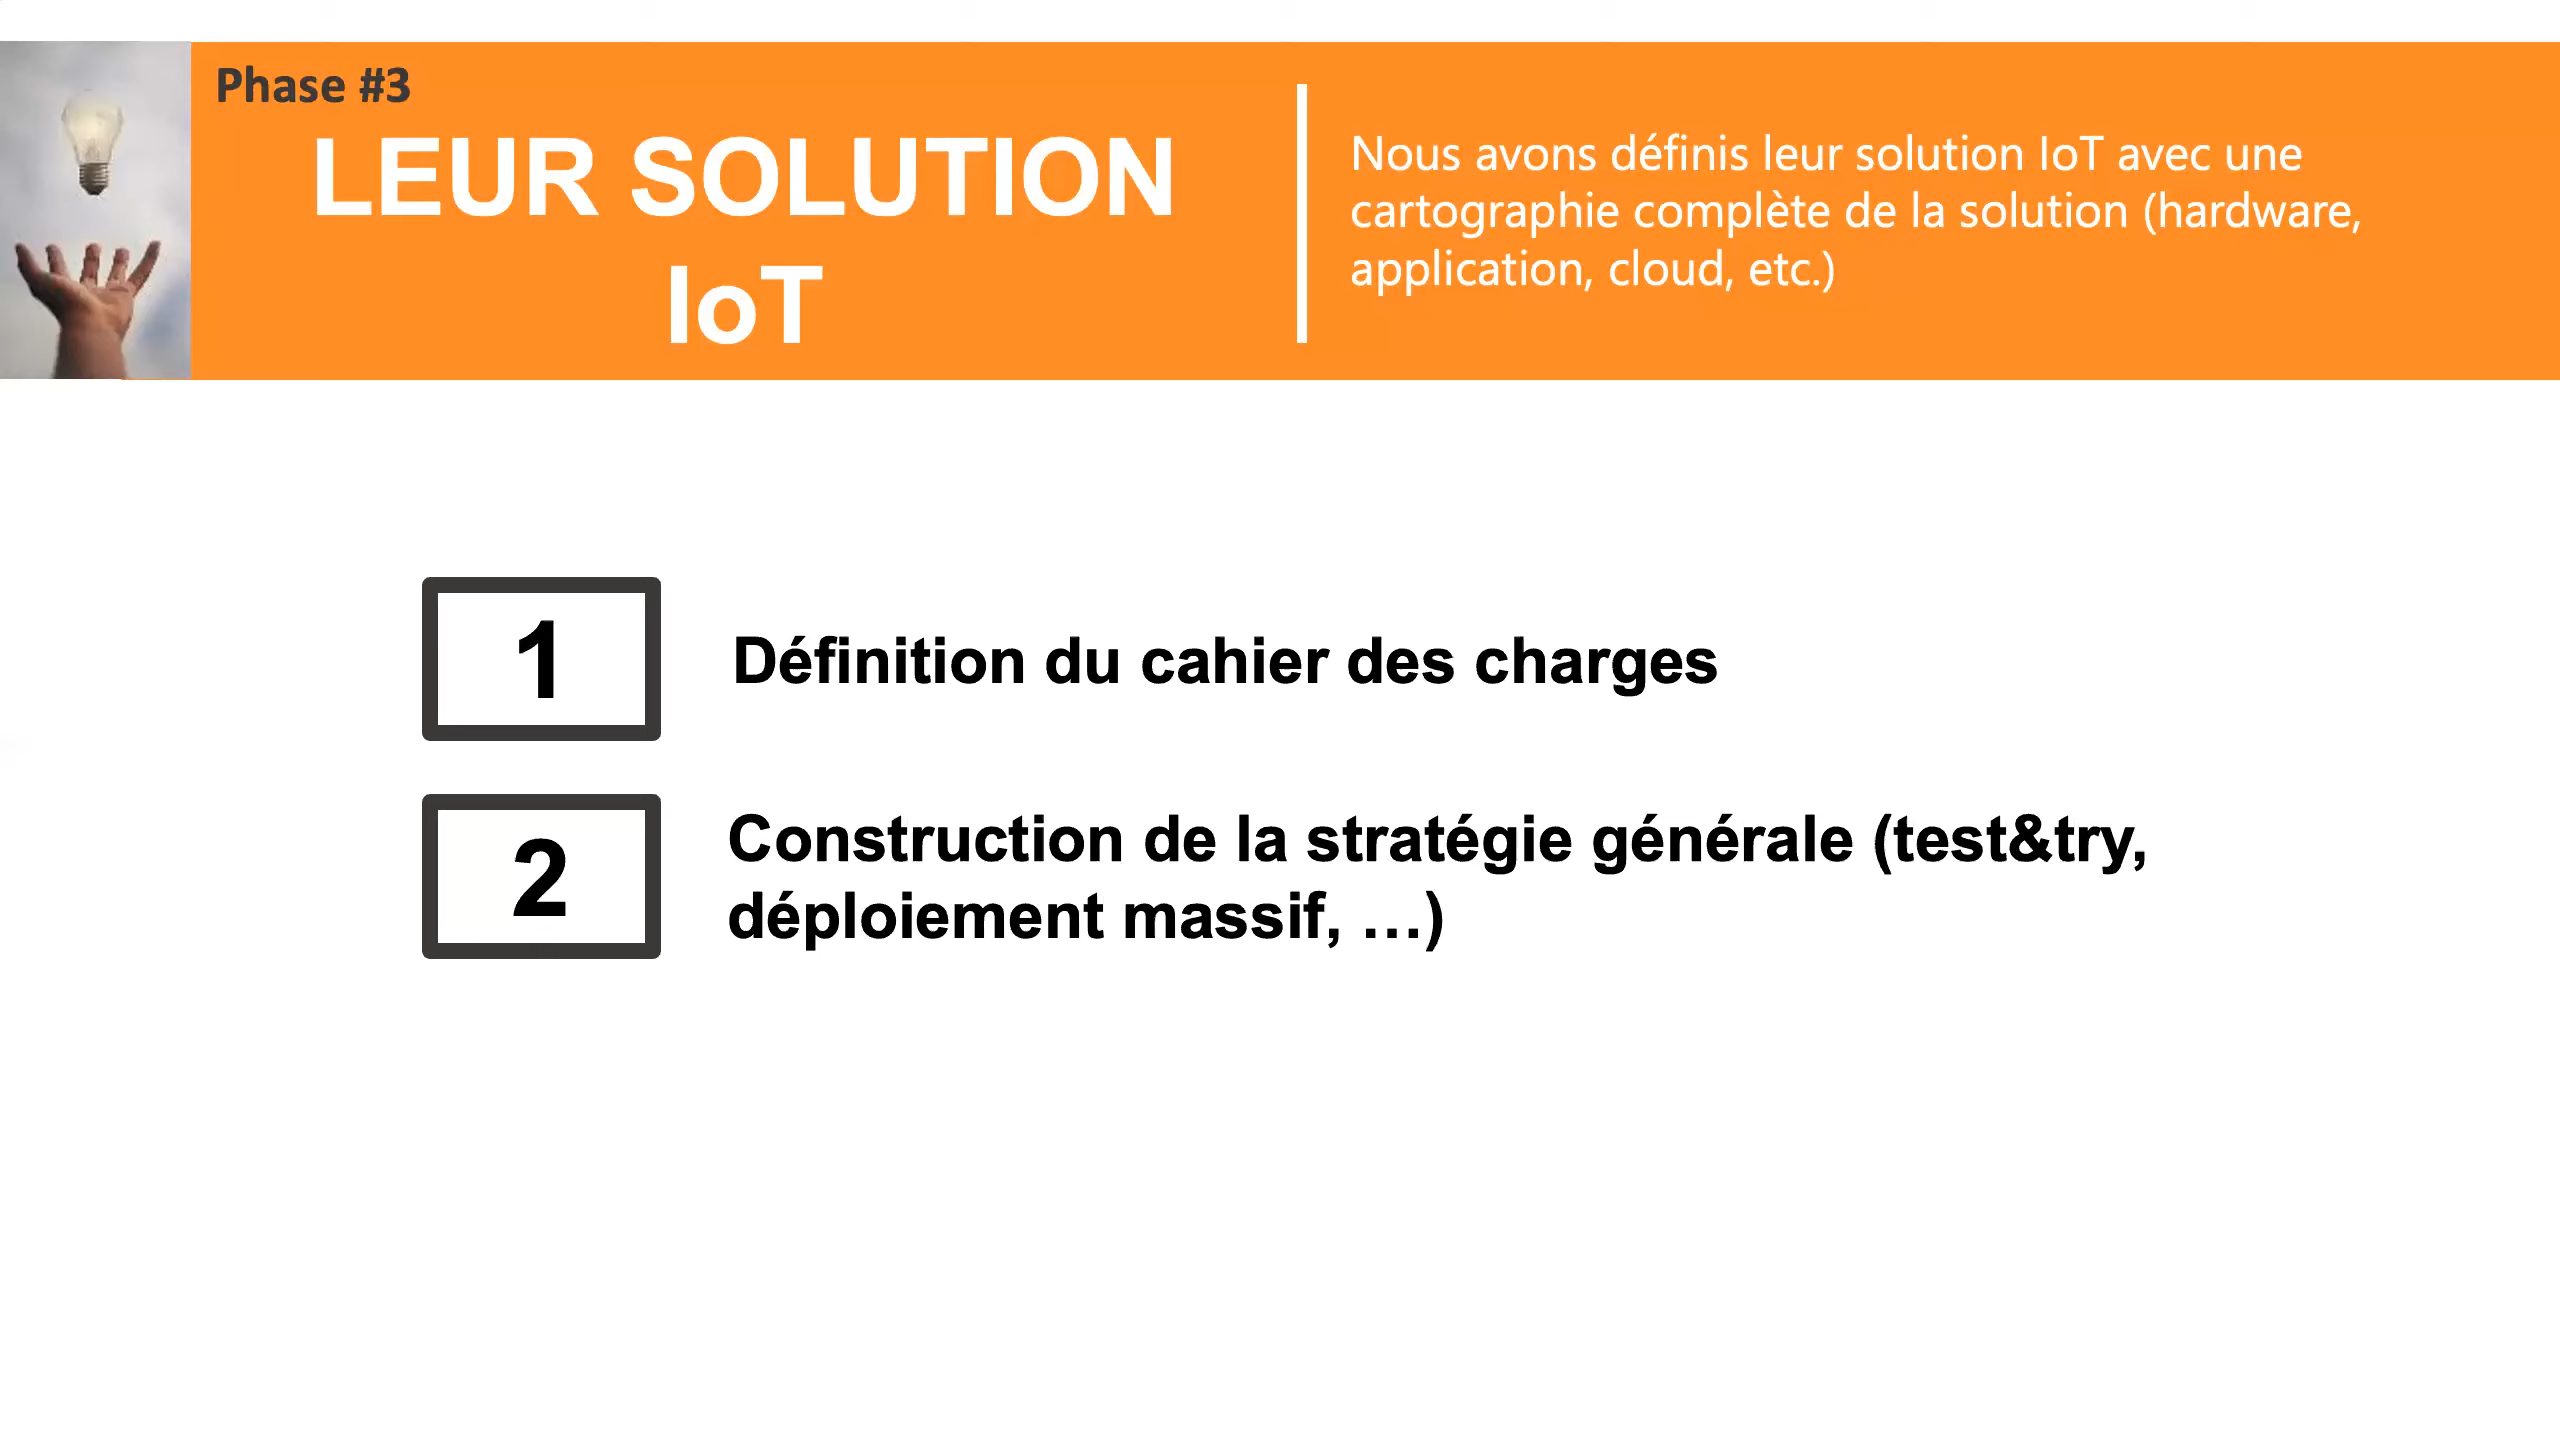 Phase #3
LEUR SOLUTION
IoT
Nous avons définis leur solution IoT avec une
cartographie complète de la solution (hardware,
application, cloud, etc.)
1
Définition du cahier des charges
2
Construction de la stratégie générale (test&try,
déploiement massif, …)